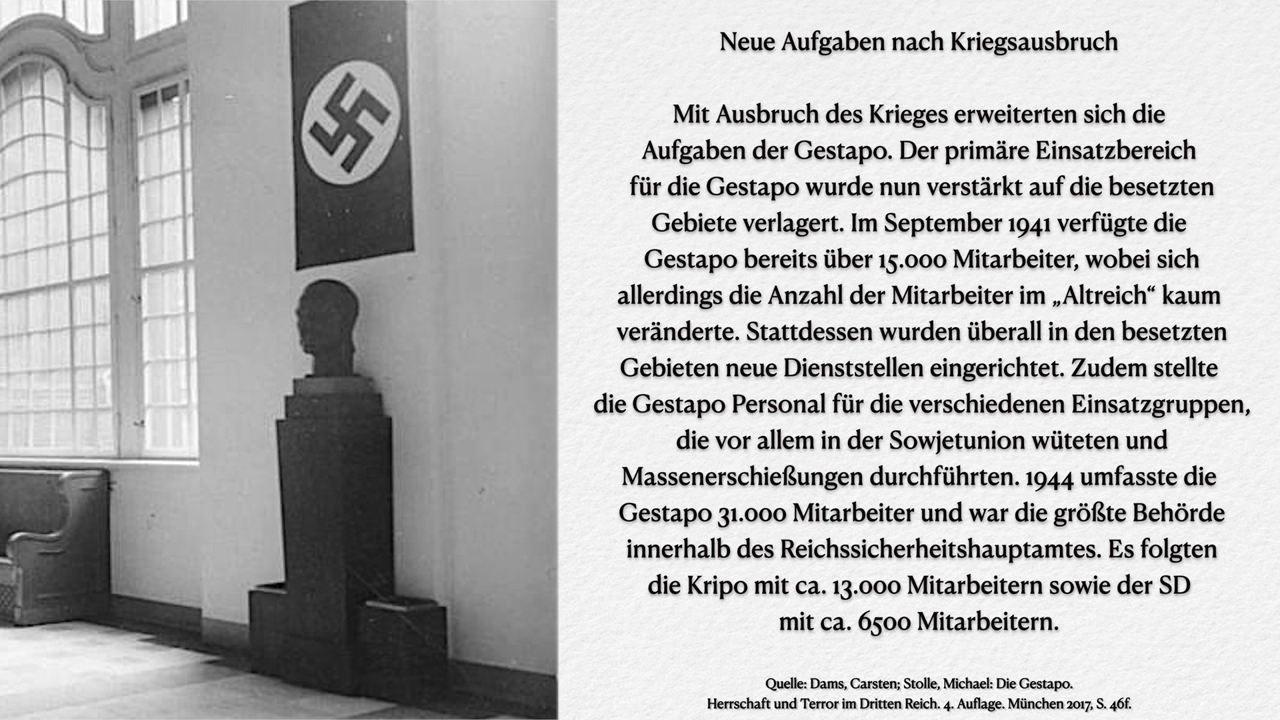 Neue Aufgaben nach Kriegsausbruch
Mit Ausbruch des Krieges erweiterten sich die
Aufgaben der Gestapo. Der primäre Einsatzbereich
für die Gestapo wurde nun verstärkt auf die besetzten
Gebiete verlagert. Im September 1941 verfügte die
Gestapo bereits über 15.000 Mitarbeiter, wobei sich
allerdings die Anzahl der Mitarbeiter im „Altreich“ kaum
veränderte. Stattdessen wurden überall in den besetzten
Gebieten neue Dienststellen eingerichtet. Zudem stellte
die Gestapo Personal für die verschiedenen Einsatzgruppen,
die vor allem in der Sowjetunion wüteten und
Massenerschießungen durchführten. 1944 umfasste die
Gestapo 31.000 Mitarbeiter und war die größte Behörde
innerhalb des Reichssicherheitshauptamtes. Es folgten
die Kripo mit ca. 13.000 Mitarbeitern sowie der SD
mit ca. 6500 Mitarbeitern.
Quelle: Dams, Carsten; Stolle, Michael: Die Gestapo.
Herrschaft und Terror im Dritten Reich. 4. Auflage. München 2017, S. 46f.